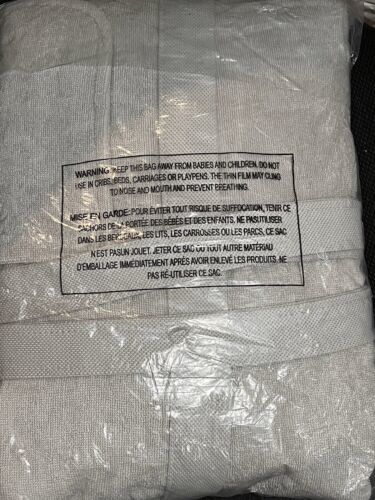 WARNING: KEEP THIS BAG AWAY FROM BABIES AND CHILDREN. DO NOT
USE IN CRIBS, BEDS, CARRIAGES OR PLAYPENS. THE THIN FILM MAY CLING
TO NOSE AND MOUTH AND PREVENT BREATHING.
MISE EN GARDE: POUR ÉVITER TOUT RISQUE DE SUFFOCATION, TENIR CE
SACHORS DE LA PORTÉE DES BÉBÉS ET DES ENFANTS. NE PAS UTILISER
DANS LES BERCEAUX, LES LITS, LES CARROSSES OU LES PARCS, CE SAC
N EST PAS UN JOUET. JETER CE SAC OU TOUT AUTRE MATÉRIAU
D'EMBALLAGE IMMÉDIATEMENT APRÈS AVOIR ENLEVÉ LES PRODUITS. NE
PAS RÉ-UTILISER CE SAC.